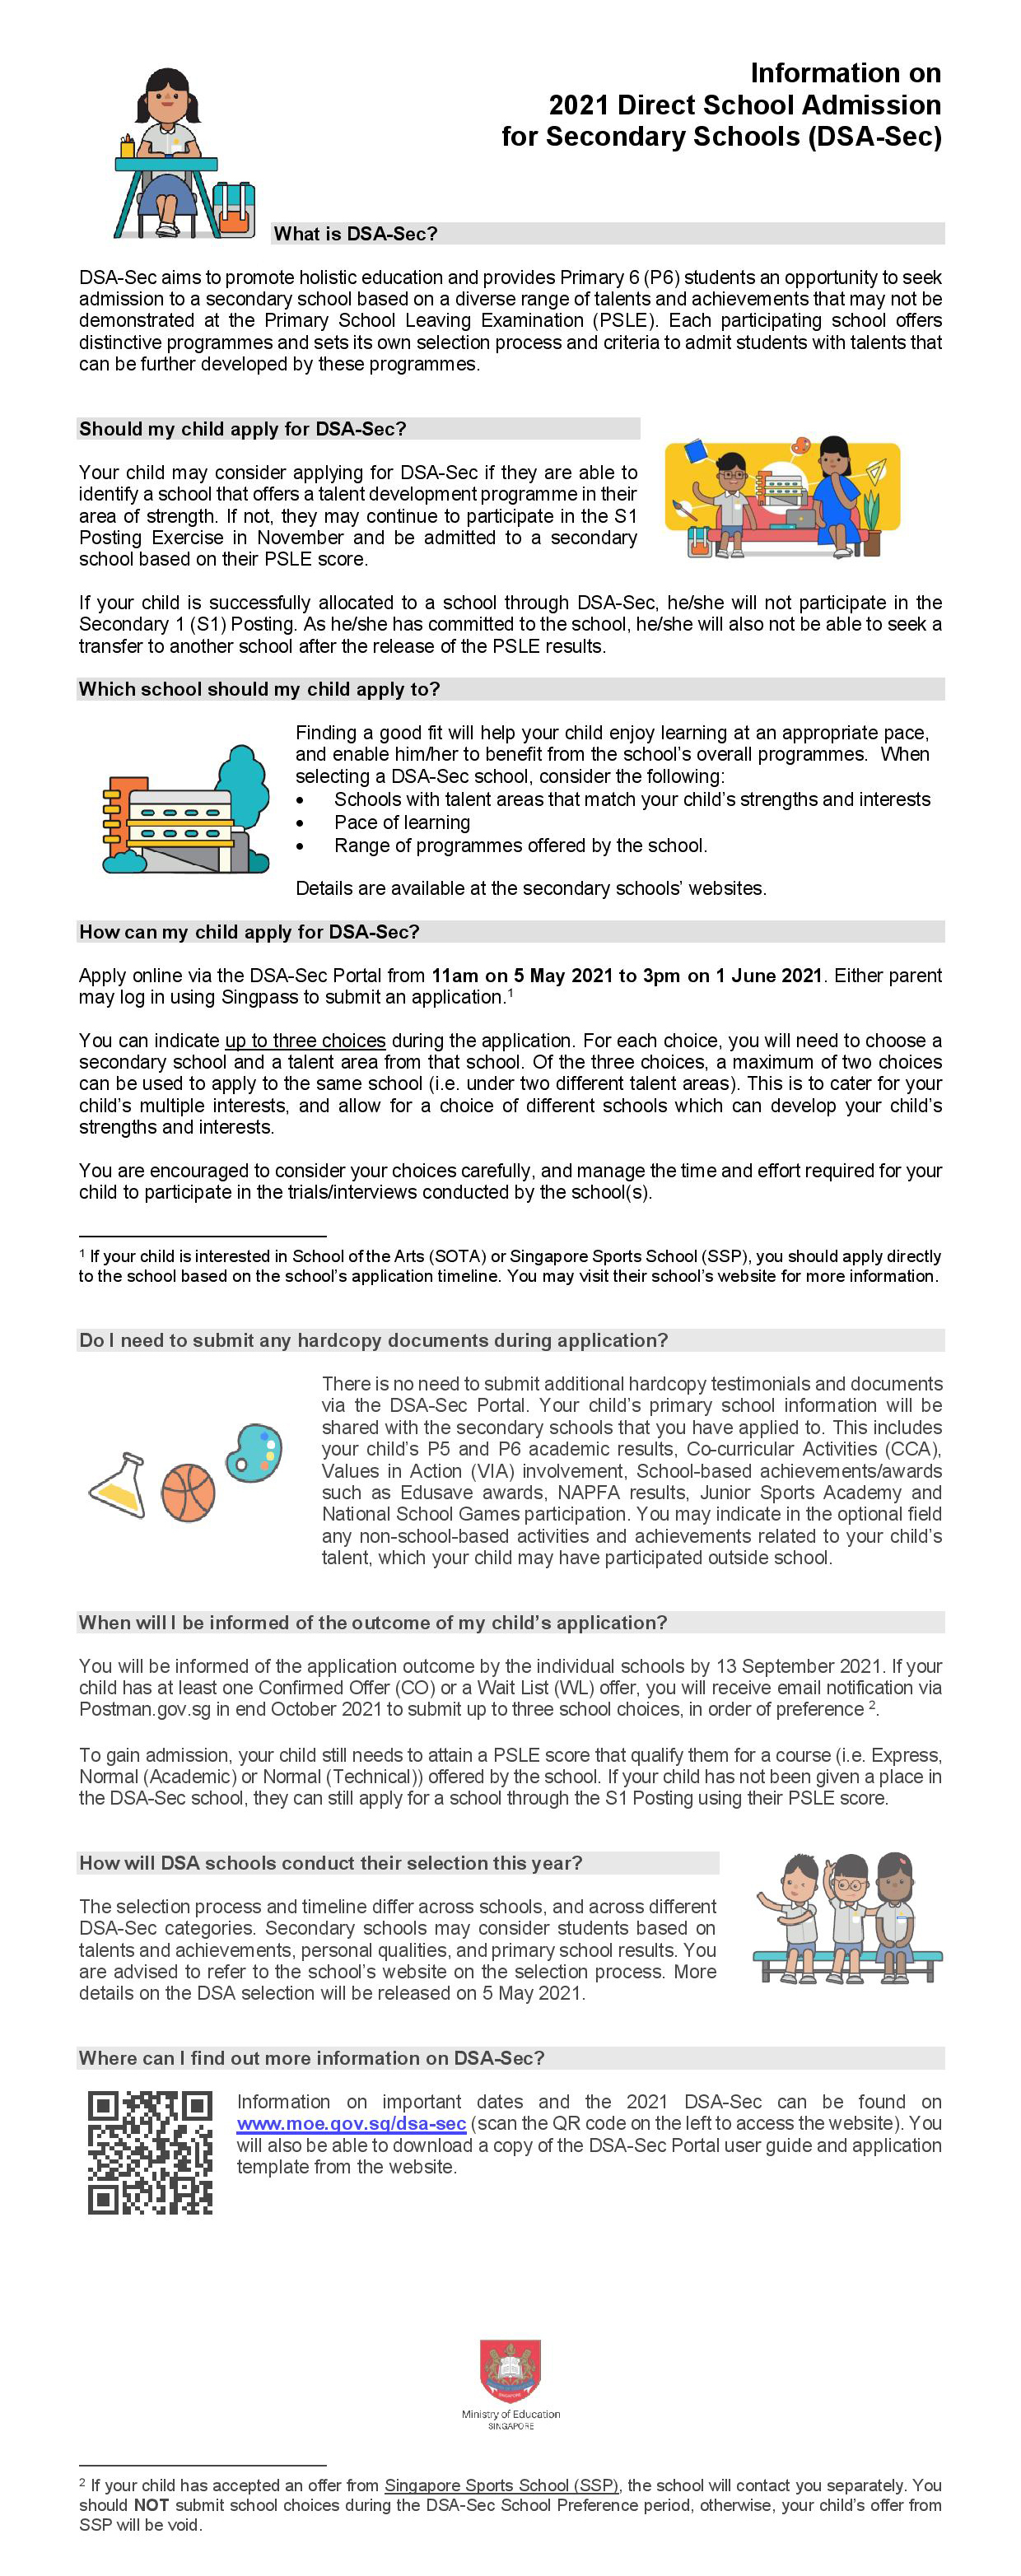 Information on
2021 Direct School Admission
for Secondary Schools (DSA-Sec)
What is DSA-Sec?
DSA-Sec aims to promote holistic education and provides Primary 6 (P6) students an opportunity to seek
admission to a secondary school based on a diverse range of talents and achievements that may not be
demonstrated at the Primary School Leaving Examination (PSLE). Each participating school offers
distinctive programmes and sets its own selection process and criteria to admit students with talents that
can be further developed by these programmes.
Should my child apply for DSA-Sec?
Your child may consider applying for DSA-Sec if they are able to
identify a school that offers a talent development programme in their
area of strength. If not, they may continue to participate in the S1
Posting Exercise in November and be admitted to a secondary
school based on their PSLE score.
If your child is successfully allocated to a school through DSA-Sec, he/she will not participate in the
Secondary 1 (S1) Posting. As he/she has committed to the school, he/she will also not be able to seek a
transfer to another school after the release of the PSLE results.
Which school should my child apply to?
Finding a good fit will help your child enjoy learning at an appropriate pace,
and enable him/her to benefit from the school's overall programmes. When
selecting a DSA-Sec school, consider the following:
• Schools with talent areas that match your child's strengths and interests
• Pace of learning
• Range of programmes offered by the school.
Details are available at the secondary schools' websites.
How can my child apply for DSA-Sec?
Apply online via the DSA-Sec Portal from 11am on 5 May 2021 to 3pm on 1 June 2021. Either parent
may log in using Singpass to submit an application.¹
You can indicate up to three choices during the application. For each choice, you will need to choose a
secondary school and a talent area from that school. Of the three choices, a maximum of two choices
can be used to apply to the same school (i.e. under two different talent areas). This is to cater for your
child's multiple interests, and allow for a choice of different schools which can develop your child's
strengths and interests.
You are encouraged to consider your choices carefully, and manage the time and effort required for your
child to participate in the trials/interviews conducted by the school(s).
¹ If your child is interested in School of the Arts (SOTA) or Singapore Sports School (SSP), you should apply directly
to the school based on the school's application timeline. You may visit their school's website for more information.
Do I need to submit any hardcopy documents during application?
There is no need to submit additional hardcopy testimonials and documents
via the DSA-Sec Portal. Your child's primary school information will be
shared with the secondary schools that you have applied to. This includes
your child's P5 and P6 academic results, Co-curricular Activities (CCA),
Values in Action (VIA) involvement, School-based achievements/awards
such as Edusave awards, NAPFA results, Junior Sports Academy and
National School Games participation. You may indicate in the optional field
any non-school-based activities and achievements related to your child's
talent, which your child may have participated outside school.
When will I be informed of the outcome of my child's application?
You will be informed of the application outcome by the individual schools by 13 September 2021. If your
child has at least one Confirmed Offer (CO) or a Wait List (WL) offer, you will receive email notification via
Postman.gov.sg in end October 2021 to submit up to three school choices, in order of preference ².
To gain admission, your child still needs to attain a PSLE score that qualify them for a course (i.e. Express,
Normal (Academic) or Normal (Technical)) offered by the school. If your child has not been given a place in
the DSA-Sec school, they can still apply for a school through the S1 Posting using their PSLE score.
How will DSA schools conduct their selection this year?
The selection process and timeline differ across schools, and across different
DSA-Sec categories. Secondary schools may consider students based on
talents and achievements, personal qualities, and primary school results. You
are advised to refer to the school's website on the selection process. More
details on the DSA selection will be released on 5 May 2021.
Where can I find out more information on DSA-Sec?
Information on important dates and the 2021 DSA-Sec can be found on
www.moe.gov.sg/dsa-sec (scan the QR code on the left to access the website). You
will also be able to download a copy of the DSA-Sec Portal user guide and application
template from the website.
SINGAPORE
Ministry of Education
SINGAPORE
² If your child has accepted an offer from Singapore Sports School (SSP), the school will contact you separately. You
should NOT submit school choices during the DSA-Sec School Preference period, otherwise, your child's offer from
SSP will be void.